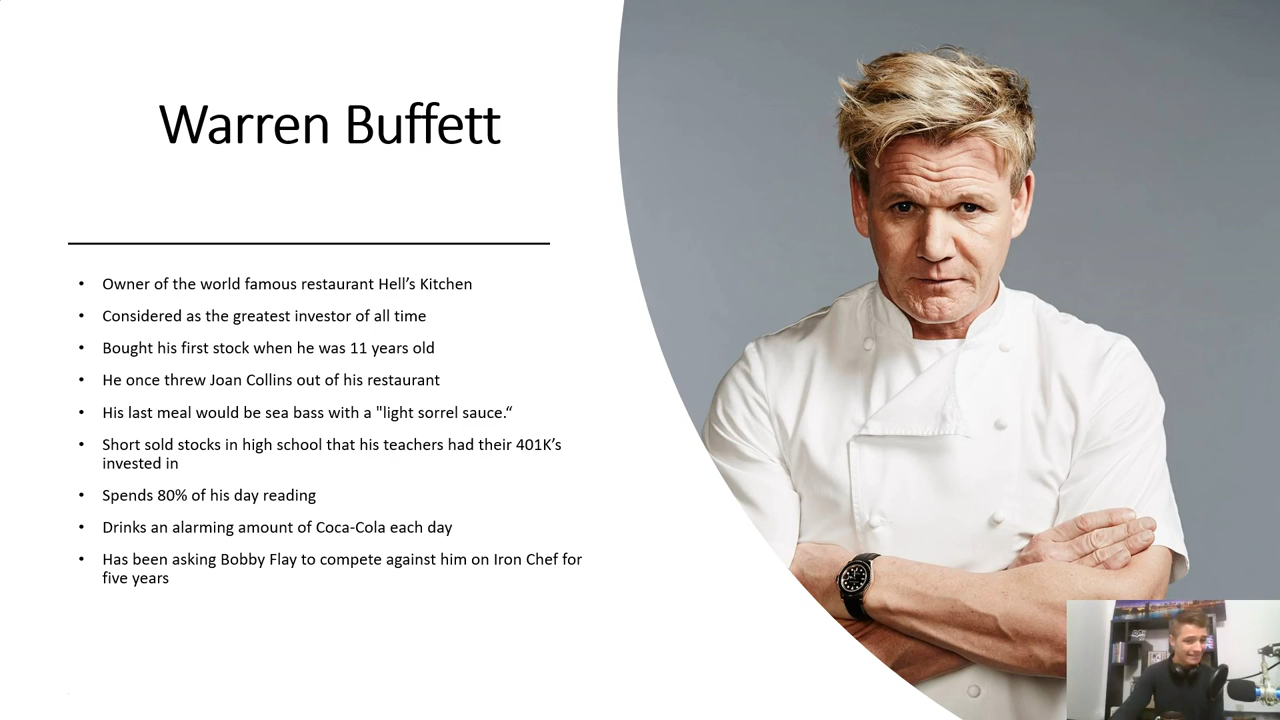 Warren Buffett
• Owner of the world famous restaurant Hell’s Kitchen
• Considered as the greatest investor of all time
• Bought his first stock when he was 11 years old
• He once threw Joan Collins out of his restaurant
• His last meal would be sea bass with a "light sorrel sauce.“
• Short sold stocks in high school that his teachers had their 401K’s
invested in
• Spends 80% of his day reading
• Drinks an alarming amount of Coca-Cola each day
• Has been asking Bobby Flay to compete against him on Iron Chef for
five years